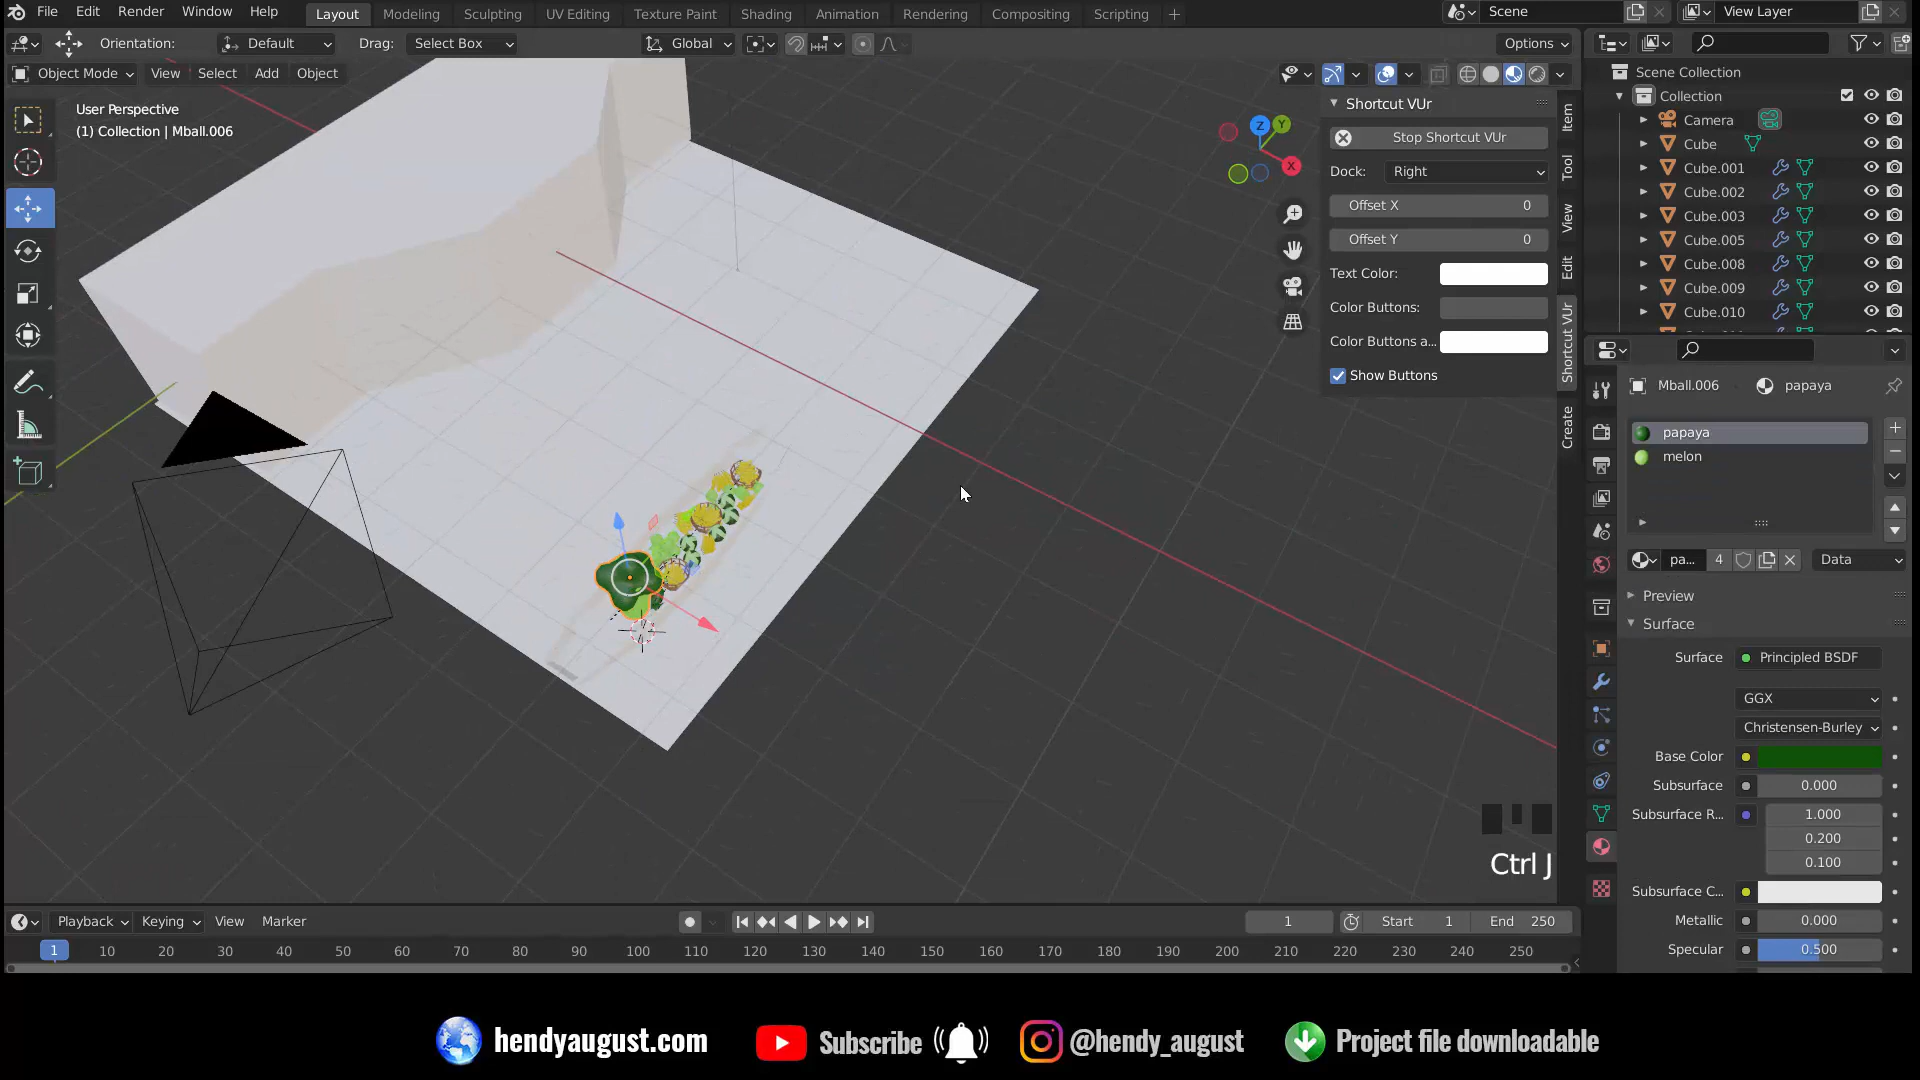 File Edit Render Window Help Layout Modeling Sculpting UV Editing Texture Paint Shading Animation Rendering Compositing Scripting + Scene View Layer
Orientation: Default Drag: Select Box Global Options
Object Mode View Select Add Object
User Perspective
(1) Collection | Mball.006
Shortcut VUr
Stop Shortcut VUr
Dock: Right
Offset X 0
Offset Y 0
Text Color:
Color Buttons:
Color Buttons a...
Show Buttons
Item
Tool
View
Edit
Shortcut VUr
Create
Z Y
X
Scene Collection
Collection
Camera
Cube
Cube.001
Cube.002
Cube.003
Cube.005
Cube.008
Cube.009
Cube.010
Mball.006 papaya
papaya
melon
pa... 4 Data
Preview
Surface
Surface Principled BSDF
GGX
Christensen-Burley
Base Color
Subsurface 0.000
Subsurface R... 1.000
0.200
0.100
Subsurface C...
Metallic 0.000
Specular 0.500
Ctrl J
Playback Keying View Marker 1 Start 1 End 250
1 10 20 30 40 50 60 70 80 90 100 110 120 130 140 150 160 170 180 190 200 210 220 230 240 250
hendyaugust.com Subscribe @hendy_august Project file downloadable